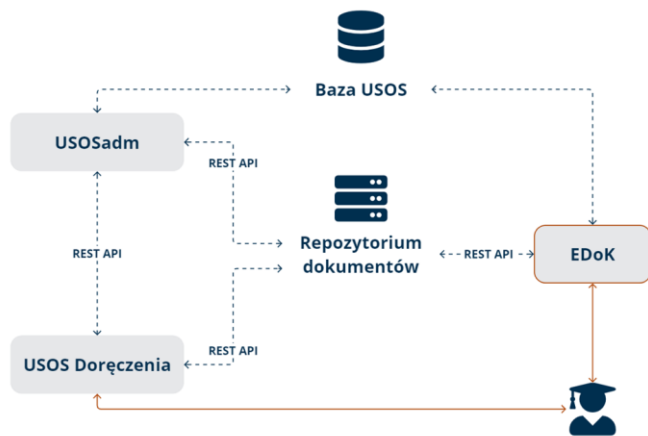 Baza USOS
USOSadm
REST API
Repozytorium
dokumentów
REST API
REST API
EDoK
REST API
USOS Doręczenia